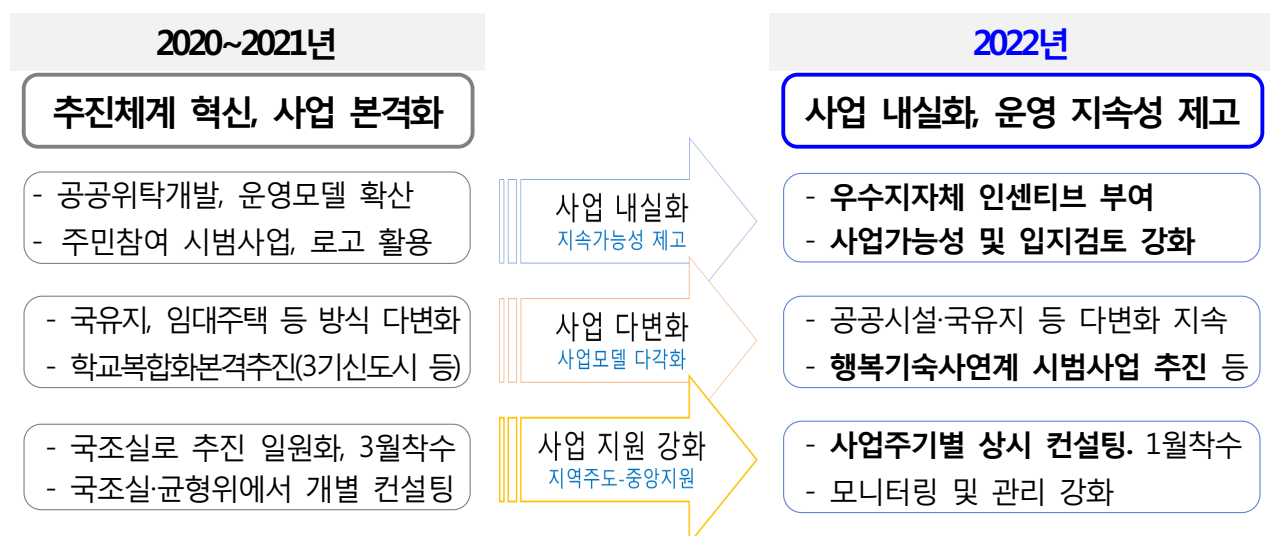 2020~2021년
2022년
추진체계 혁신, 사업 본격화
사업 내실화, 운영 지속성 제고
- 공공위탁개발, 운영모델 확산
- 주민참여 시범사업, 로고 활용
사업 내실화
지속가능성 제고
- 우수지자체 인센티브 부여
- 사업가능성 및 입지검토 강화
- 국유지, 임대주택 등 방식 다변화
- 학교복합화본격추진(3기신도시 등)
사업 다변화
사업모델 다각화
- 공공시설·국유지 등 다변화 지속
- 행복기숙사연계 시범사업 추진 등
- 국조실로 추진 일원화, 3월착수
- 국조실·균형위에서 개별 컨설팅
사업 지원 강화
지역주도-중앙지원
- 사업주기별 상시 컨설팅. 1월착수
- 모니터링 및 관리 강화